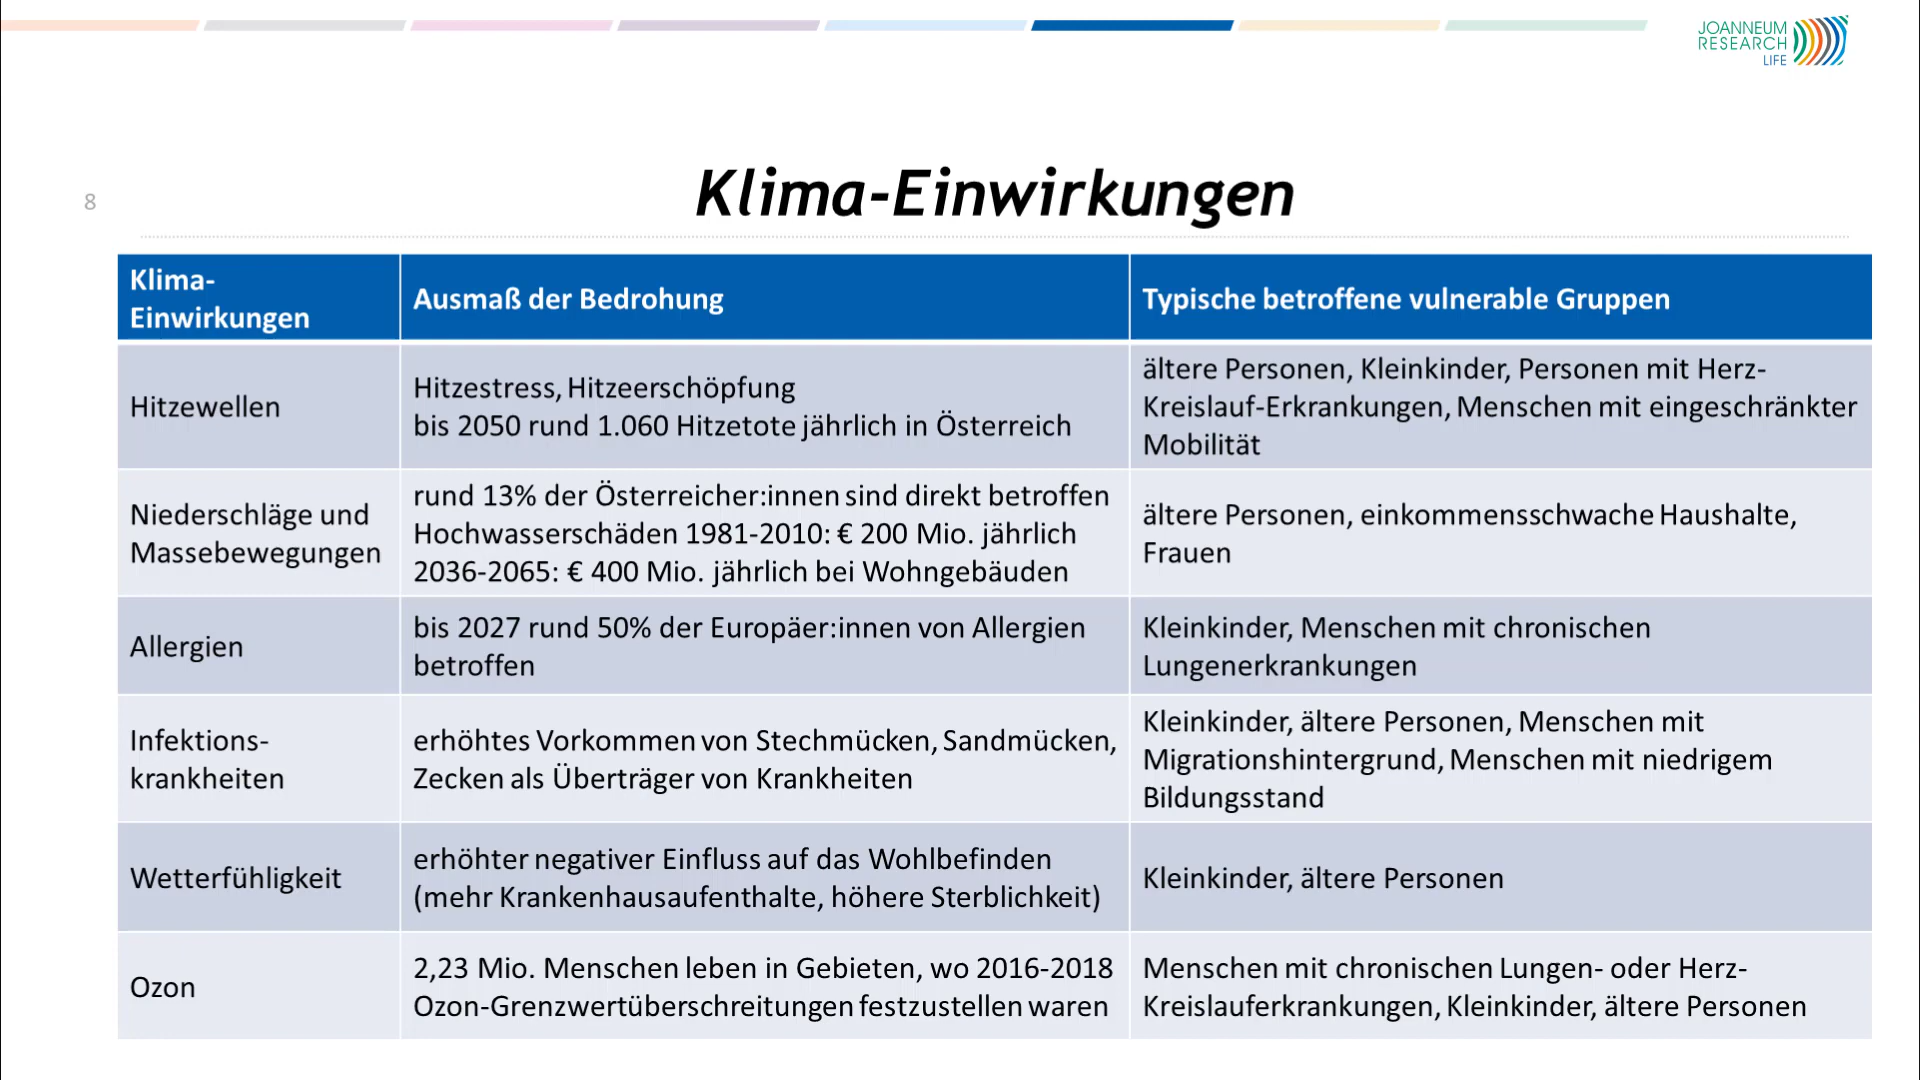 JOANNEUM
RESEARCH
LIFE
8
Klima-Einwirkungen
Klima-
Einwirkungen
Ausmaß der Bedrohung
Typische betroffene vulnerable Gruppen
Hitzewellen
Hitzestress, Hitzeerschöpfung
bis 2050 rund 1.060 Hitzetote jährlich in Österreich
ältere Personen, Kleinkinder, Personen mit Herz-
Kreislauf-Erkrankungen, Menschen mit eingeschränkter
Mobilität
Niederschläge und
Massebewegungen
rund 13% der Österreicher:innen sind direkt betroffen
Hochwasserschäden 1981-2010: € 200 Mio. jährlich
2036-2065: € 400 Mio. jährlich bei Wohngebäuden
ältere Personen, einkommensschwache Haushalte,
Frauen
Allergien
bis 2027 rund 50% der Europäer:innen von Allergien
betroffen
Kleinkinder, Menschen mit chronischen
Lungenerkrankungen
Infektions-
krankheiten
erhöhtes Vorkommen von Stechmücken, Sandmücken,
Zecken als Überträger von Krankheiten
Kleinkinder, ältere Personen, Menschen mit
Migrationshintergrund, Menschen mit niedrigem
Bildungsstand
Wetterfühligkeit
erhöhter negativer Einfluss auf das Wohlbefinden
(mehr Krankenhausaufenthalte, höhere Sterblichkeit)
Kleinkinder, ältere Personen
Ozon
2,23 Mio. Menschen leben in Gebieten, wo 2016-2018
Ozon-Grenzwertüberschreitungen festzustellen waren
Menschen mit chronischen Lungen- oder Herz-
Kreislauferkrankungen, Kleinkinder, ältere Personen